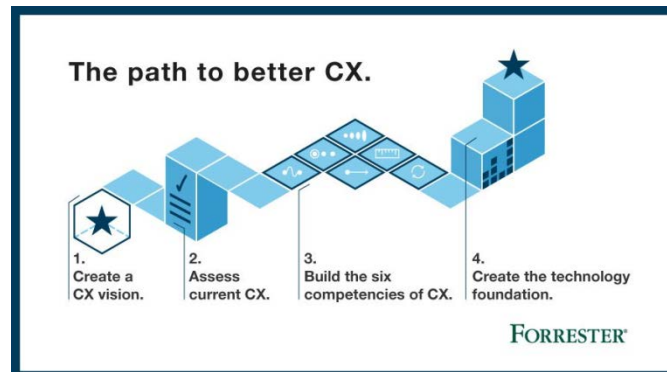 The path to better CX.
1.
Create a
CX vision.
2.
Assess
current CX.
3.
Build the six
competencies of CX.
4.
Create the technology
foundation.
FORRESTER®